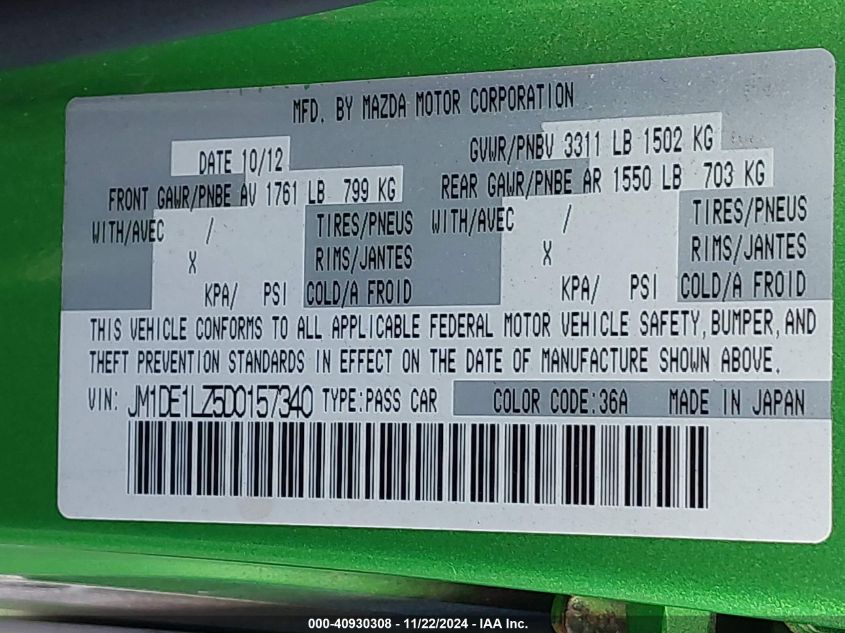 MFD. BY MAZDA MOTOR CORPORATION
DATE 10/12 GVWR/PNBV 3311 LB 1502 KG
FRONT GAWR/PNBE AV 1761 LB 799 KG REAR GAWR/PNBE AR 1550 LB 703 KG
WITH/AVEC / TIRES/PNEUS WITH/AVEC / TIRES/PNEUS
X RIMS/JANTES X RIMS/JANTES
KPA/ PSI COLD/A FROID KPA/ PSI COLD/A FROID
THIS VEHICLE CONFORMS TO ALL APPLICABLE FEDERAL MOTOR VEHICLE SAFETY, BUMPER, AND
THEFT PREVENTION STANDARDS IN EFFECT ON THE DATE OF MANUFACTURE SHOWN ABOVE.
VIN: JM1DE1LZ5D0157340 TYPE:PASS CAR COLOR CODE:36A MADE IN JAPAN
000-40930308 - 11/22/2024 - IAA Inc.